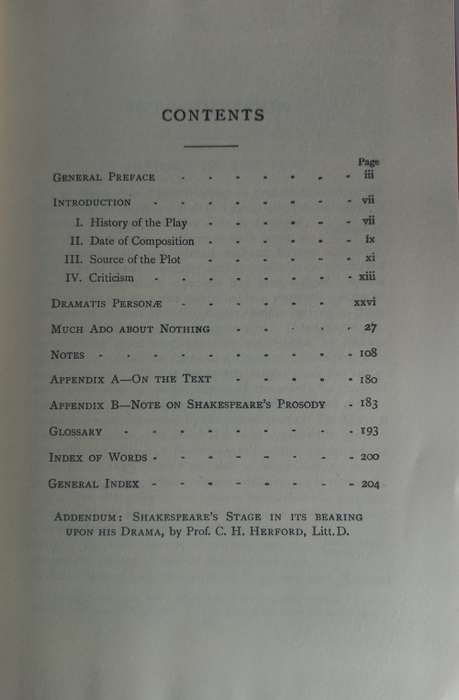 CONTENTS
Page
GENERAL PREFACE - - - - - - - iii
INTRODUCTION - - - - - - - - vii
I. History of the Play - - - - - - vii
II. Date of Composition - - - - - - ix
III. Source of the Plot - - - - - - xi
IV. Criticism - - - - - - - - xiii
DRAMATIS PERSONÆ - - - - - - xxvi
MUCH ADO ABOUT NOTHING - - - - - 27
NOTES - - - - - - - - - - 108
APPENDIX A—ON THE TEXT - - - - - 180
APPENDIX B—NOTE ON SHAKESPEARE'S PROSODY - 183
GLOSSARY - - - - - - - - - 193
INDEX OF WORDS - - - - - - - - 200
GENERAL INDEX - - - - - - - - 204
ADDENDUM: SHAKESPEARE'S STAGE IN ITS BEARING
UPON HIS DRAMA, by Prof. C. H. HERFORD, Litt.D.